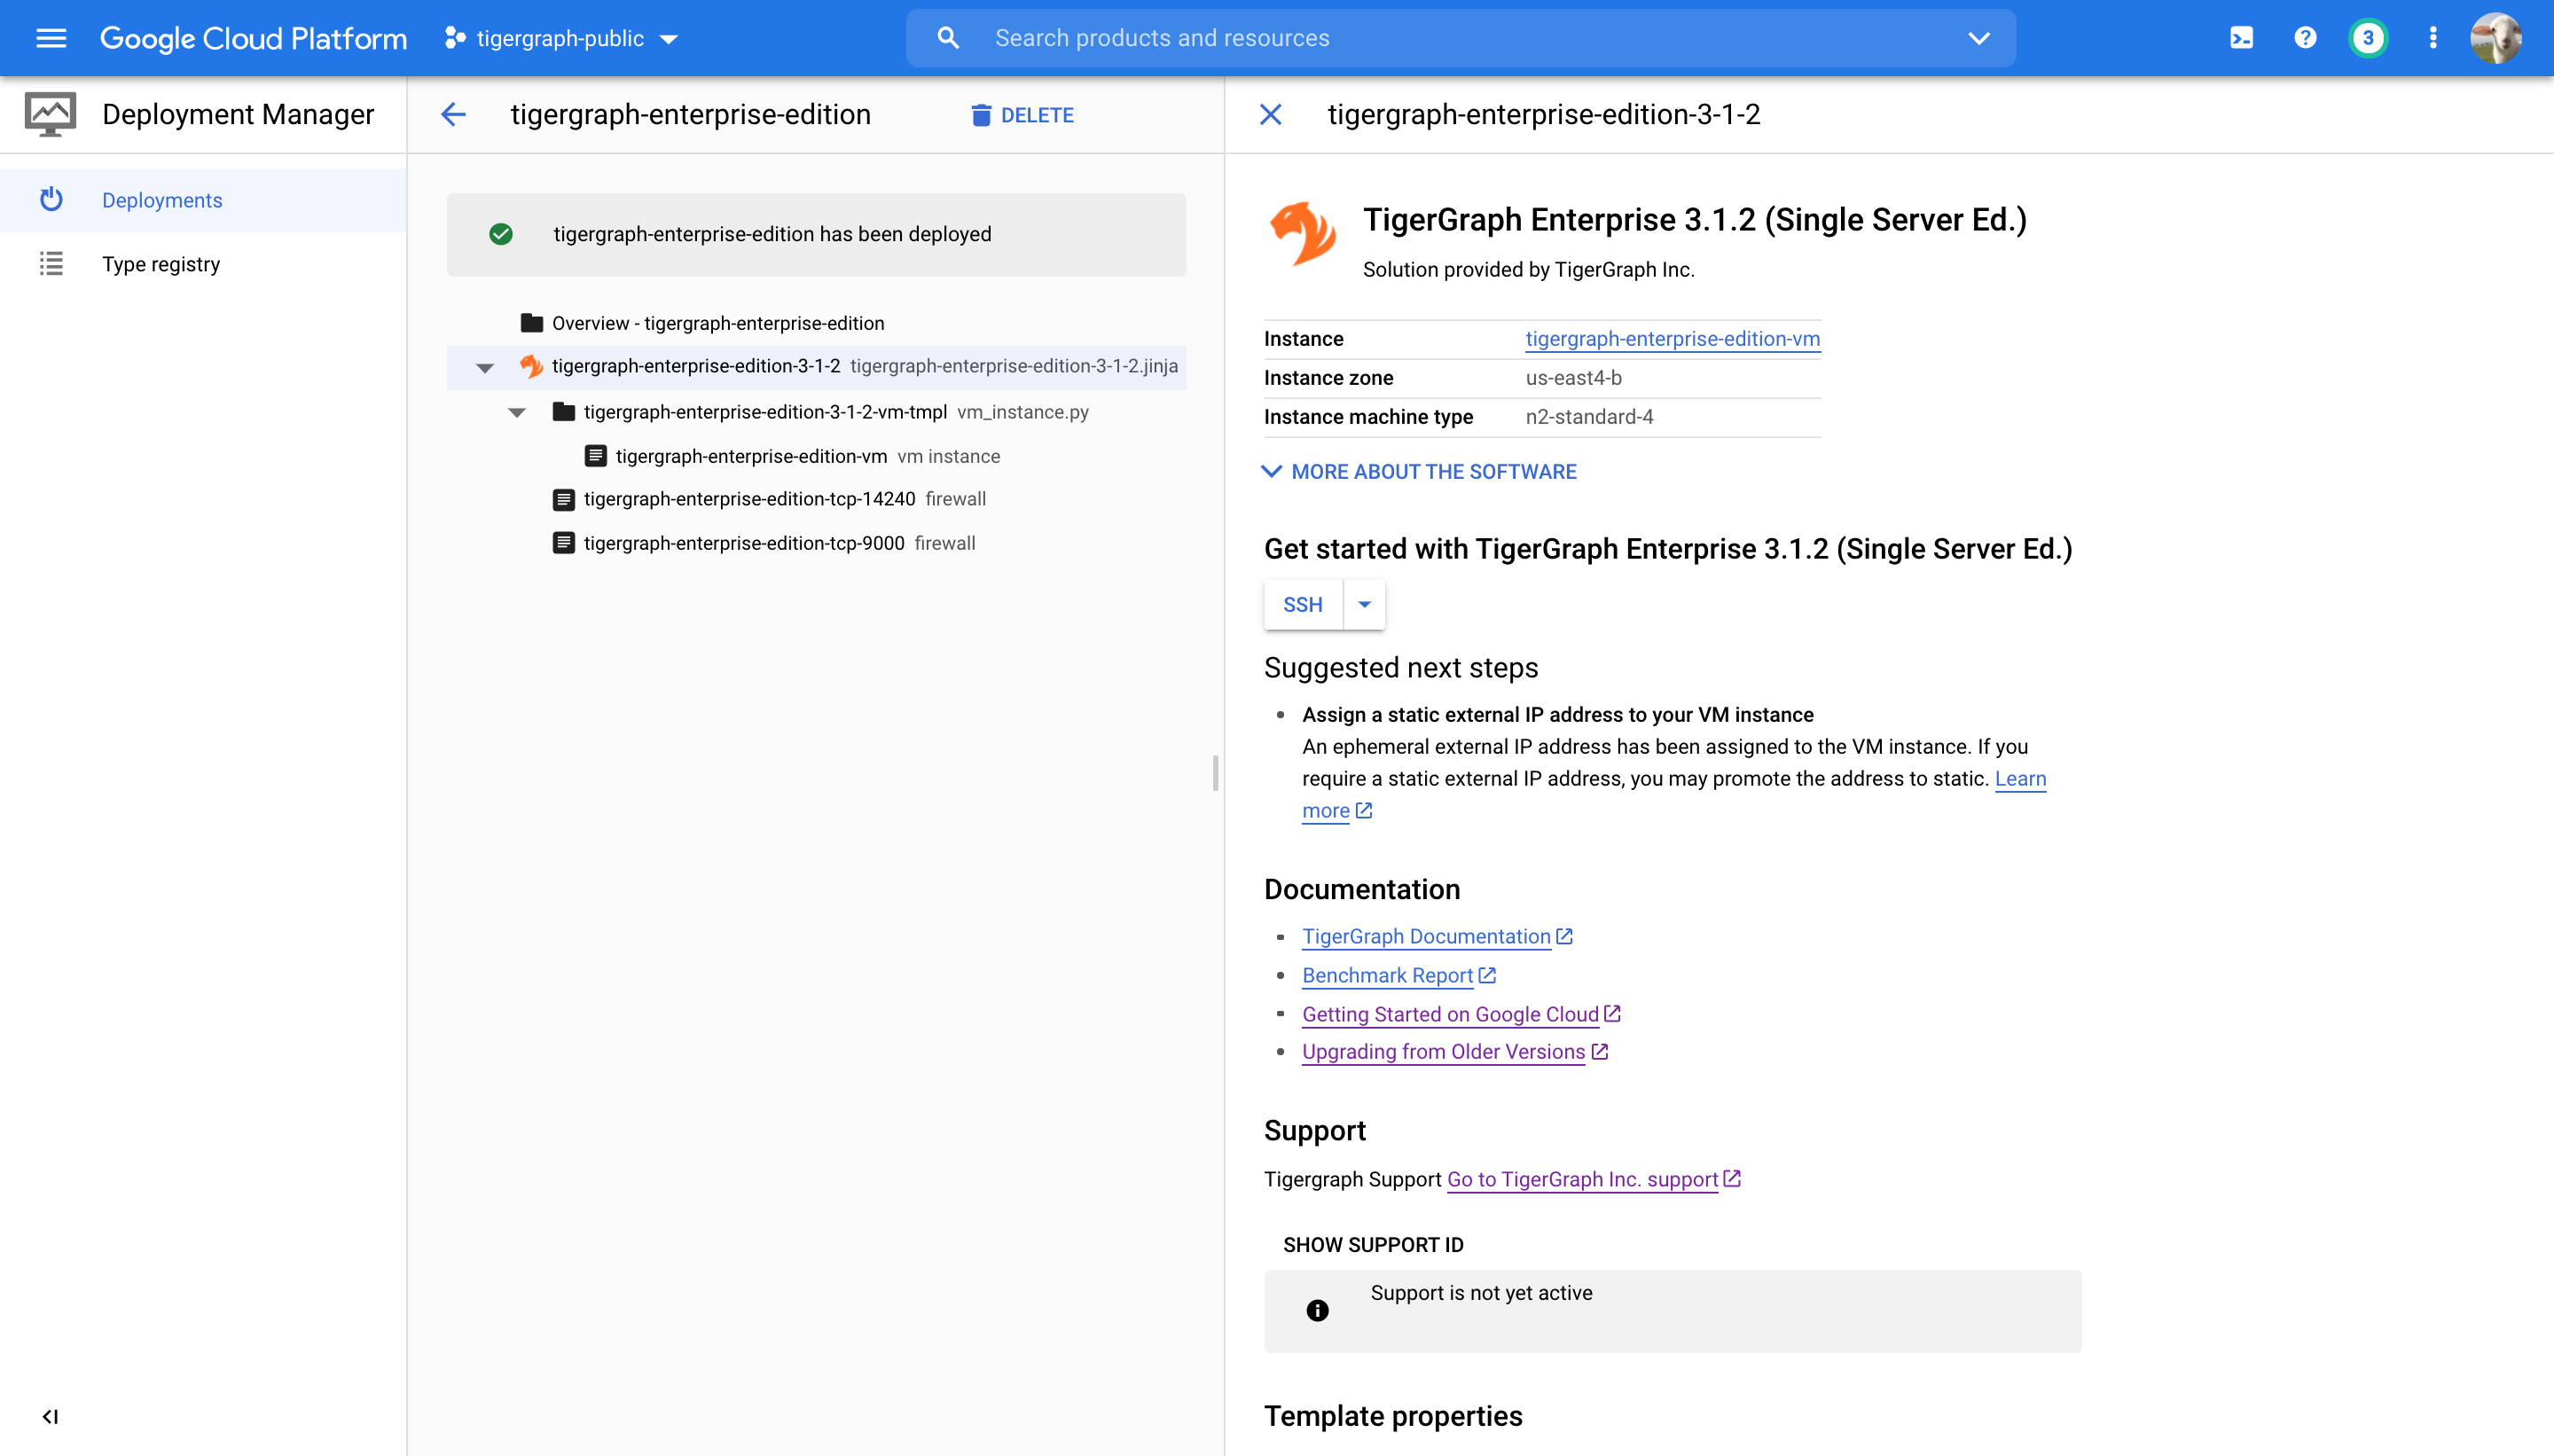 Google Cloud Platform
tigergraph-public
Search products and resources
3
Deployment Manager
Deployments
Type registry
tigergraph-enterprise-edition
DELETE
tigergraph-enterprise-edition has been deployed
Overview - tigergraph-enterprise-edition
tigergraph-enterprise-edition-3-1-2 tigergraph-enterprise-edition-3-1-2.jinja
tigergraph-enterprise-edition-3-1-2-vm-tmpl vm_instance.py
tigergraph-enterprise-edition-vm vm instance
tigergraph-enterprise-edition-tcp-14240 firewall
tigergraph-enterprise-edition-tcp-9000 firewall
tigergraph-enterprise-edition-3-1-2
TigerGraph Enterprise 3.1.2 (Single Server Ed.)
Solution provided by TigerGraph Inc.
Instance tigergraph-enterprise-edition-vm
Instance zone us-east4-b
Instance machine type n2-standard-4
MORE ABOUT THE SOFTWARE
Get started with TigerGraph Enterprise 3.1.2 (Single Server Ed.)
SSH
Suggested next steps
Assign a static external IP address to your VM instance
An ephemeral external IP address has been assigned to the VM instance. If you
require a static external IP address, you may promote the address to static. Learn
more
Documentation
TigerGraph Documentation
Benchmark Report
Getting Started on Google Cloud
Upgrading from Older Versions
Support
Tigergraph Support Go to TigerGraph Inc. support
SHOW SUPPORT ID
Support is not yet active
Template properties